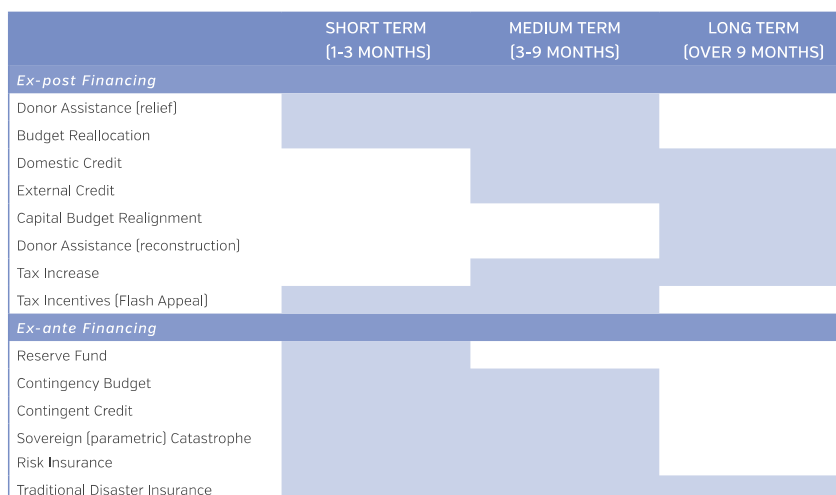 SHORT TERM MEDIUM TERM LONG TERM
(1-3 MONTHS) (3-9 MONTHS) (OVER 9 MONTHS)
Ex-post Financing
Donor Assistance (relief)
Budget Reallocation
Domestic Credit
External Credit
Capital Budget Realignment
Donor Assistance (reconstruction)
Tax Increase
Tax Incentives (Flash Appeal)
Ex-ante Financing
Reserve Fund
Contingency Budget
Contingent Credit
Sovereign (parametric) Catastrophe
Risk Insurance
Traditional Disaster Insurance